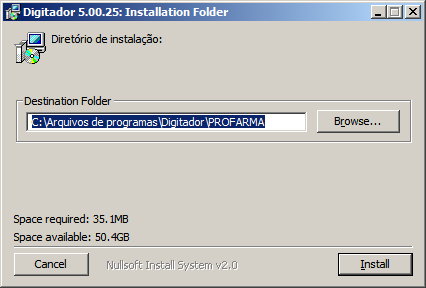 Digitador 5.00.25: Installation Folder
Diretório de instalação:
Destination Folder
C:\Arquivos de programas\Digitador\PROFARMA
Browse...
Space required: 35.1MB
Space available: 50.4GB
Cancel
Nullsoft Install System v2.0
Install